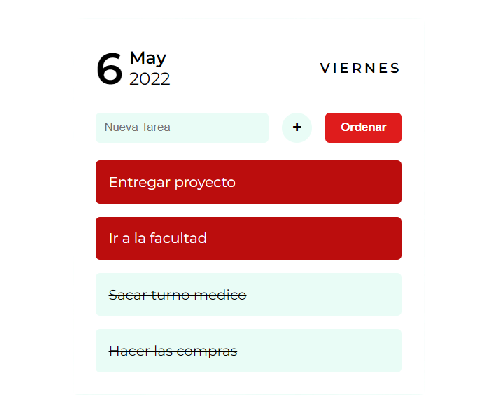 6 May
2022
VIERNES
Nueva Tarea + Ordenar
Entregar proyecto
Ir a la facultad
Sacar turno medico
Hacer las compras